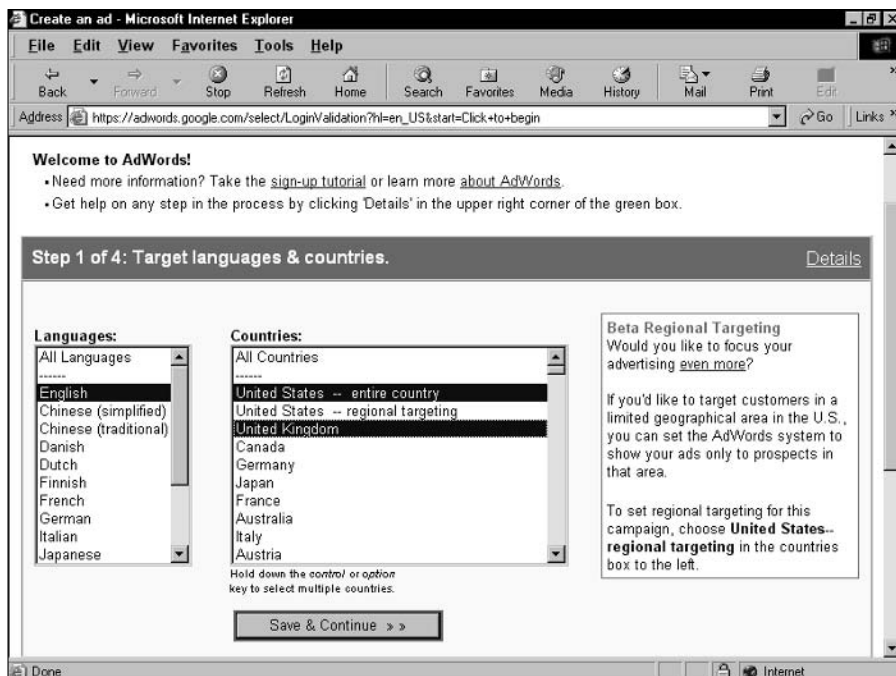 Create an ad - Microsoft Internet Explorer
File Edit View Favorites Tools Help
Back Forward Stop Refresh Home Search Favorites Media History Mail Print Edit
Address https://adwords.google.com/select/LoginValidation?hl=en_US&start=Click+to+begin Go Links »
Welcome to AdWords!
• Need more information? Take the sign-up tutorial or learn more about AdWords.
• Get help on any step in the process by clicking 'Details' in the upper right corner of the green box.
Step 1 of 4: Target languages & countries. Details
Languages:
All Languages
------
English
Chinese (simplified)
Chinese (traditional)
Danish
Dutch
Finnish
French
German
Italian
Japanese
Countries:
All Countries
------
United States -- entire country
United States -- regional targeting
United Kingdom
Canada
Germany
Japan
France
Australia
Italy
Austria
Hold down the control or option
key to select multiple countries.
Save & Continue » »
Beta Regional Targeting
Would you like to focus your
advertising even more?
If you'd like to target customers in a
limited geographical area in the U.S.,
you can set the AdWords system to
show your ads only to prospects in
that area.
To set regional targeting for this
campaign, choose United States--
regional targeting in the countries
box to the left.
Done Internet